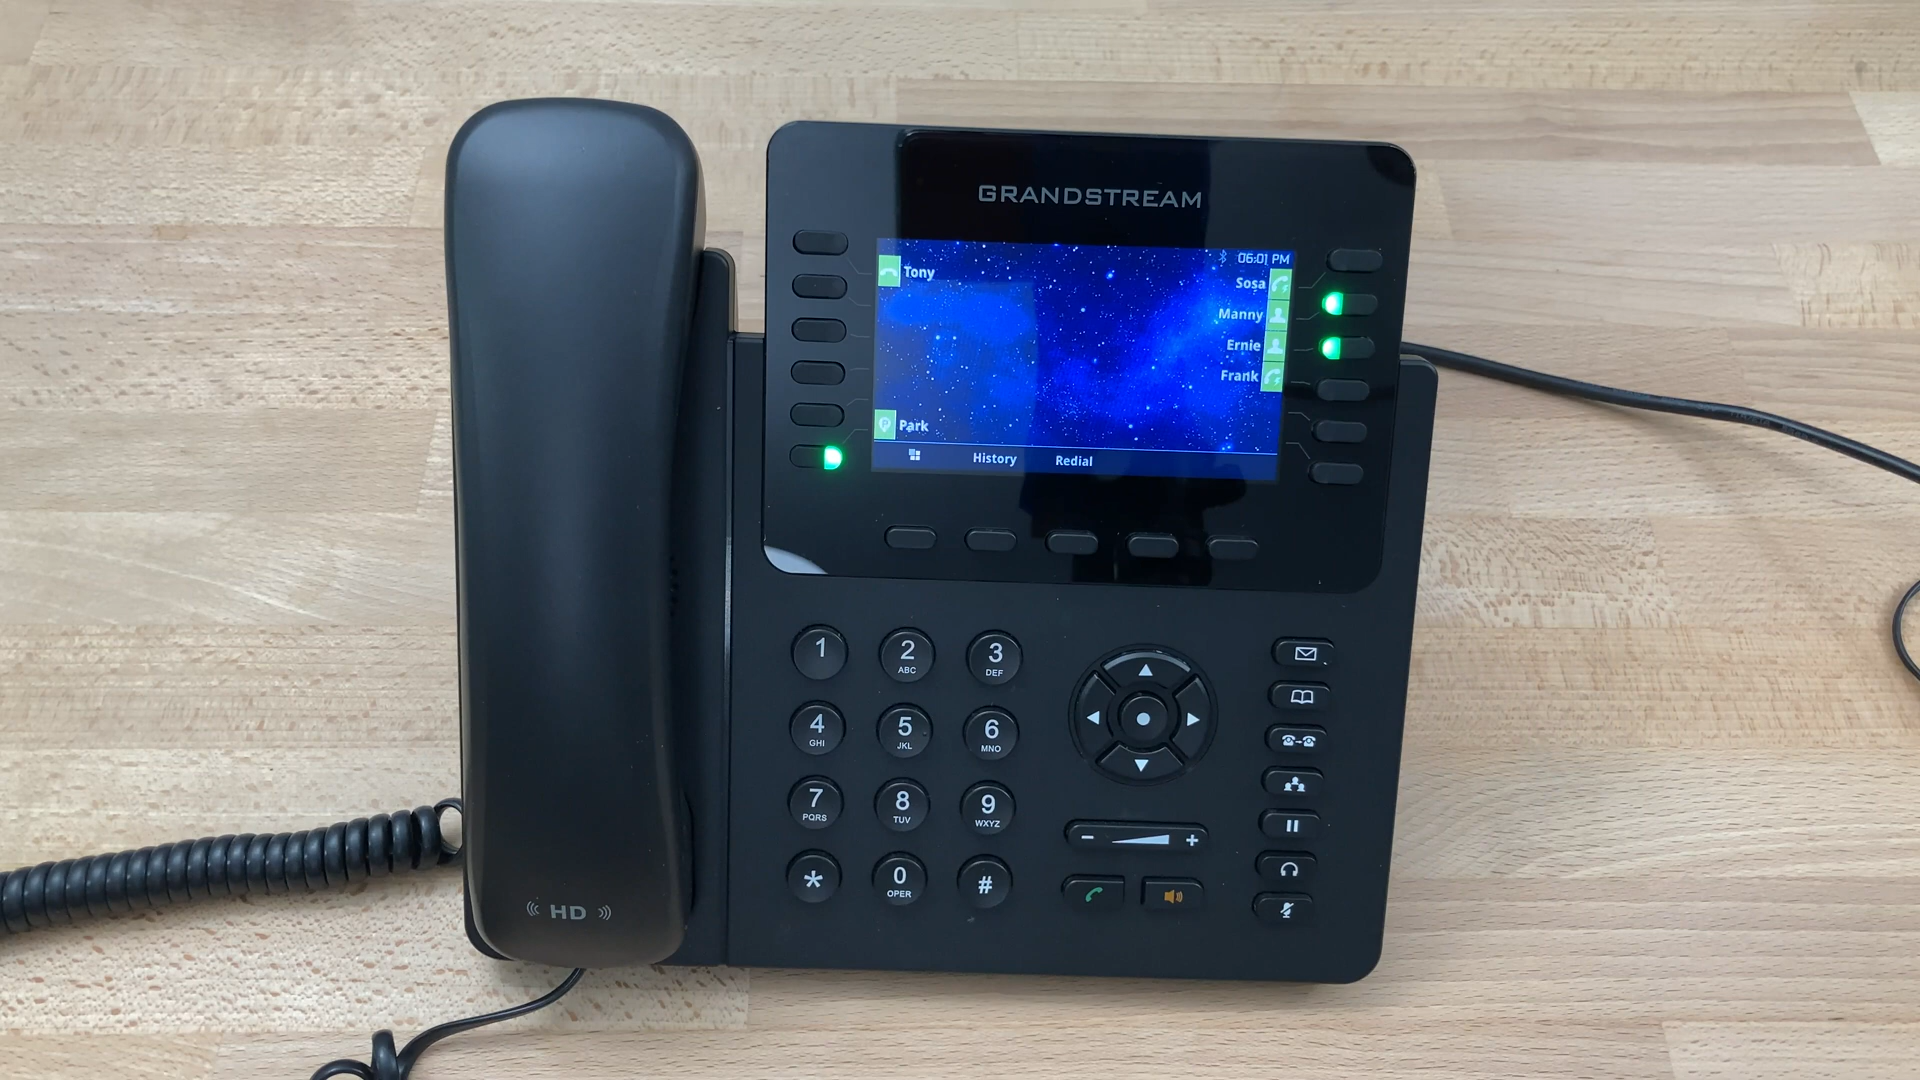 GRANDSTREAM
06:01 PM
Tony
Sosa
Manny
Ernie
Frank
Park
History Redial
1 2 ABC 3 DEF
4 GHI 5 JKL 6 MNO
7 PQRS 8 TUV 9 WXYZ
* 0 OPER #
- +
HD